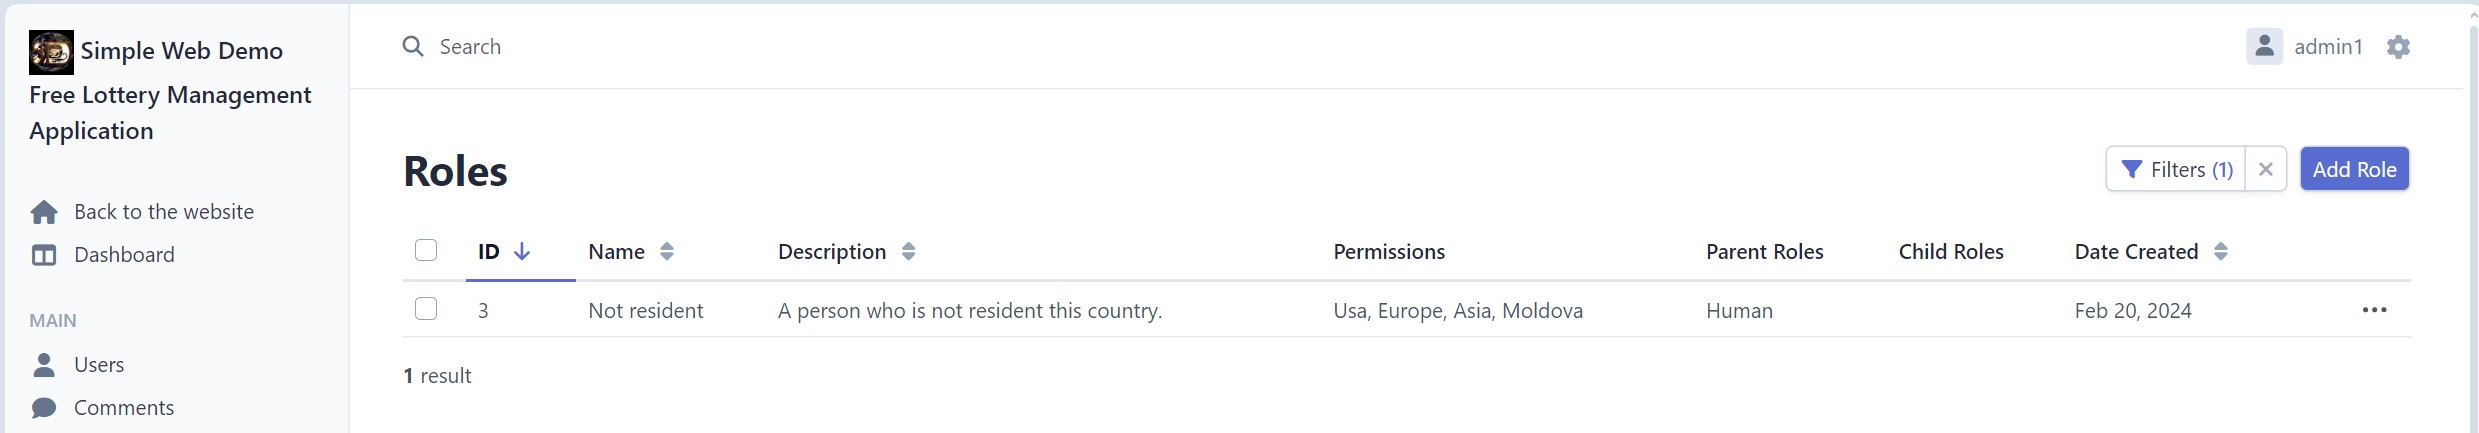 Simple Web Demo
Free Lottery Management
Application
Back to the website
Dashboard
MAIN
Users
Comments
Search
admin1
Roles
Filters (1)
Add Role
ID Name Description Permissions Parent Roles Child Roles Date Created
3 Not resident A person who is not resident this country. Usa, Europe, Asia, Moldova Human Feb 20, 2024
1 result